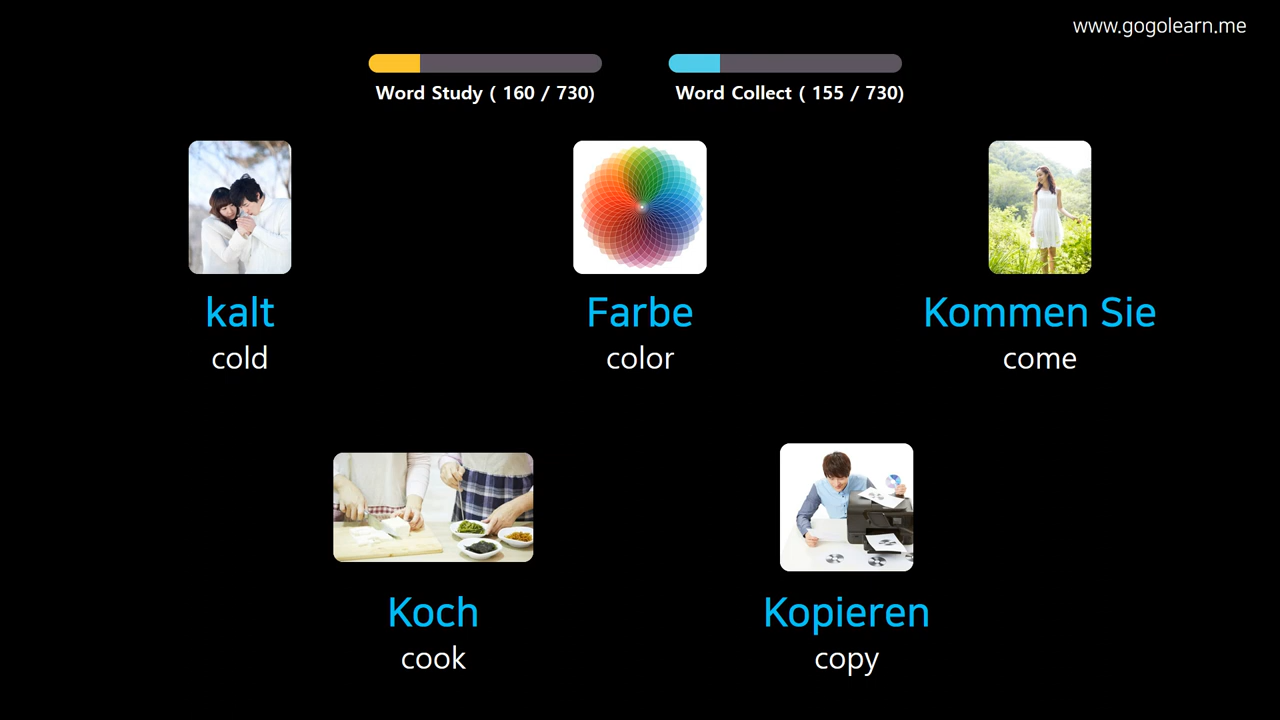 www.gogolearn.me
Word Study ( 160 / 730)
Word Collect ( 155 / 730)
kalt
cold
Farbe
color
Kommen Sie
come
Koch
cook
Kopieren
copy